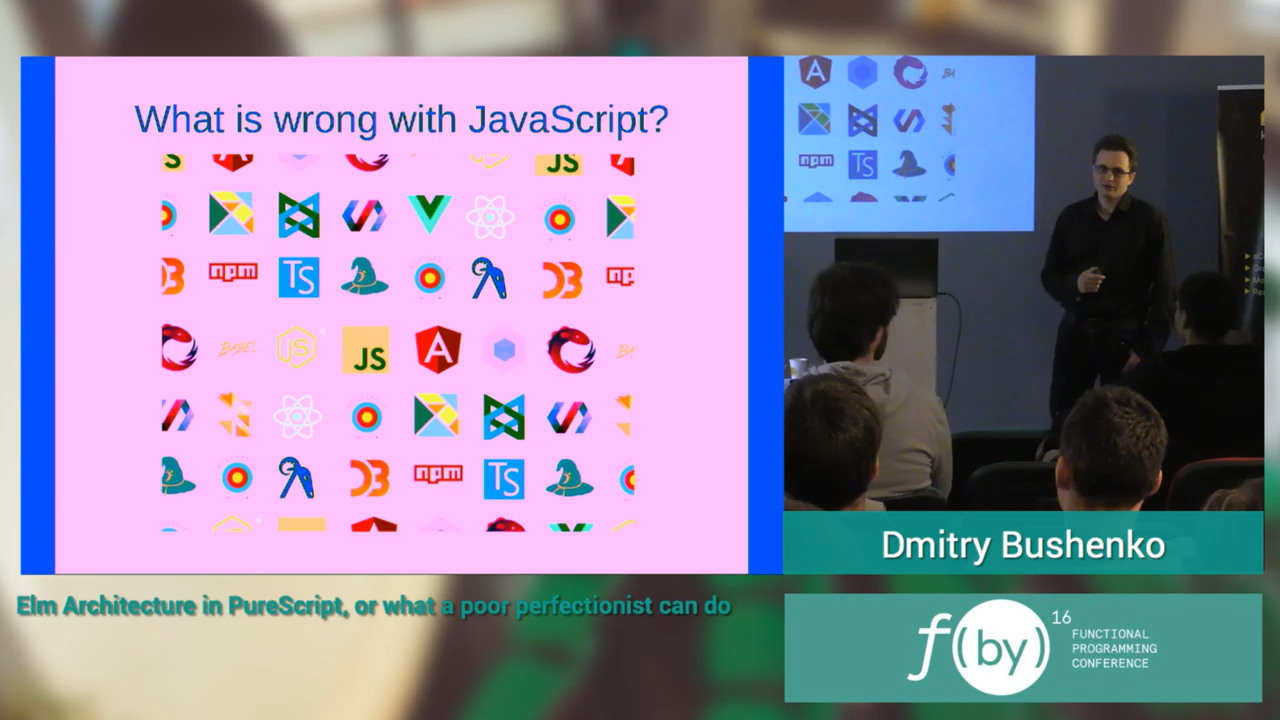 What is wrong with JavaScript?
S
JS
npm
TS
D3
BABEL
JS
JS
A
D3
npm
TS
A
npm
TS
Dmitry Bushenko
Elm Architecture in PureScript, or what a poor perfectionist can do
f(by) 16
FUNCTIONAL
PROGRAMMING
CONFERENCE